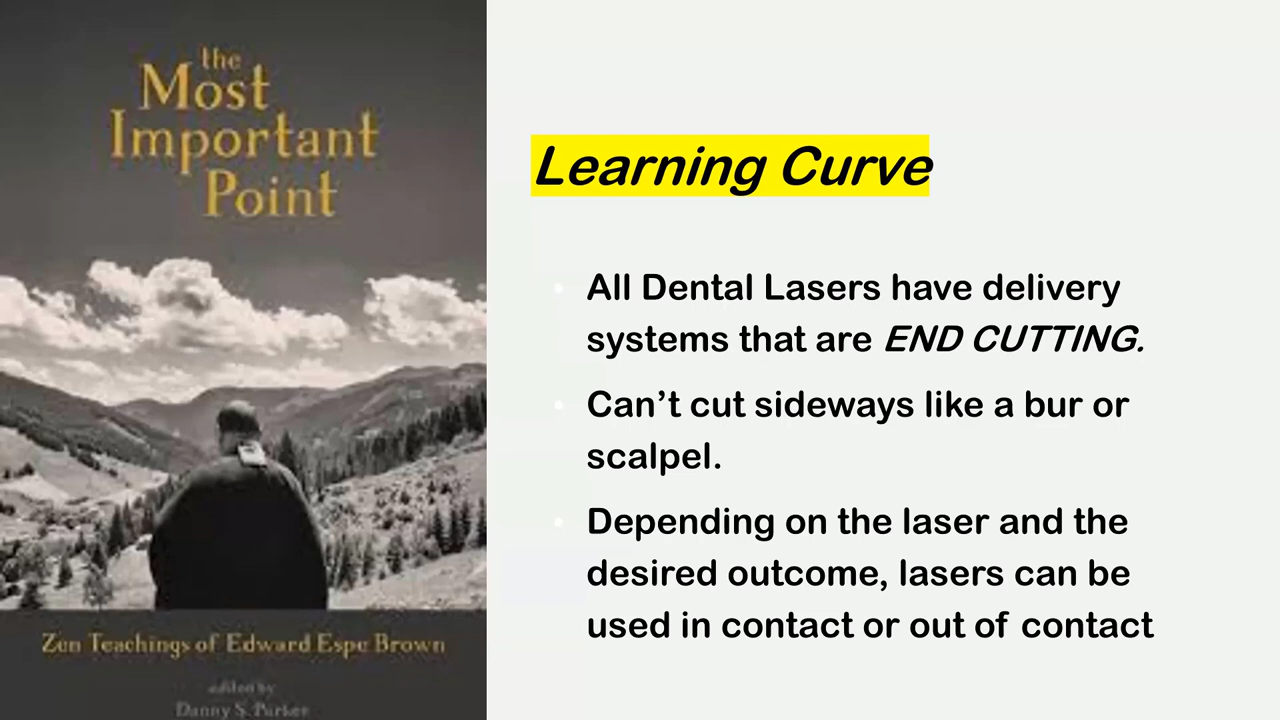 the
Most
Important
Point
Zen Teachings of Edward Espe Brown
edited by
Danny S. Parker
Learning Curve
All Dental Lasers have delivery
systems that are END CUTTING.
Can’t cut sideways like a bur or
scalpel.
Depending on the laser and the
desired outcome, lasers can be
used in contact or out of contact